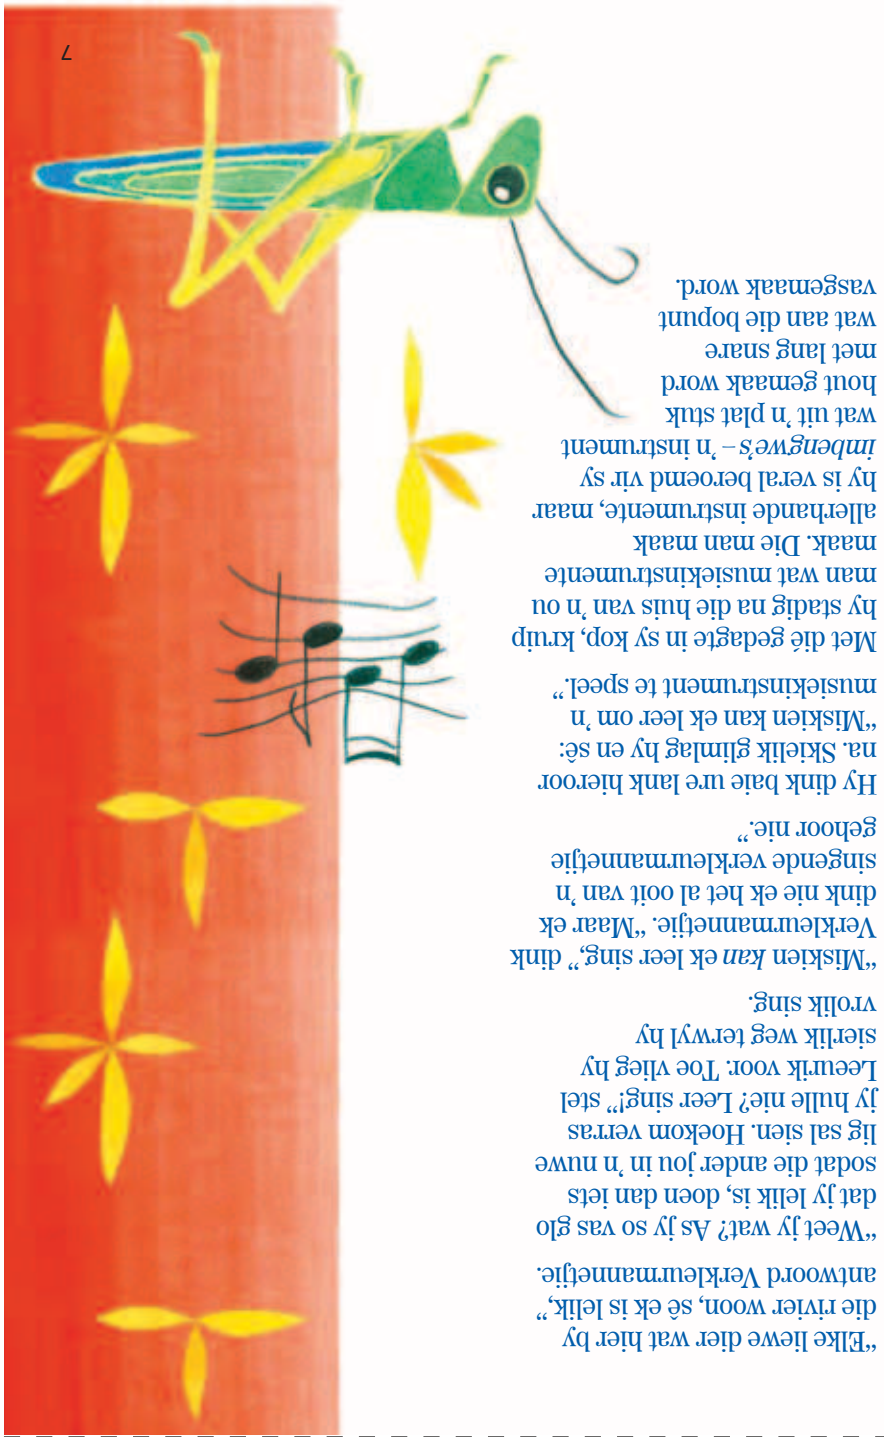 “Elke liewe dier wat hier by
die rivier woon, sê ek is lelik,”
antwoord Verkleurmannetjie.
“Weet jy wat? As jy so vas glo
dat jy lelik is, doen dan iets
sodat die ander jou in ’n nuwe
lig sal sien. Hoekom verras
jy hulle nie? Leer sing!” stel
Leeurik voor. Toe vlieg hy
sierlik weg terwyl hy
vrolik sing.
“Miskien kan ek leer sing,” dink
Verkleurmannetjie. “Maar ek
dink nie ek het al ooit van ’n
singende verkleurmannetjie
gehoor nie.”
Hy dink baie ure lank hieroor
na. Skielik glimlag hy en sê:
“Miskien kan ek leer om ’n
musiekinstrument te speel.”
Met dié gedagte in sy kop, kruip
hy stadig na die huis van ’n ou
man wat musiekinstrumente
maak. Die man maak
allerhande instrumente, maar
hy is veral beroemd vir sy
imbengwe’s – ’n instrument
wat uit ’n plat stuk
hout gemaak word
met lang snare
wat aan die bopunt
vasgemaak word.
7